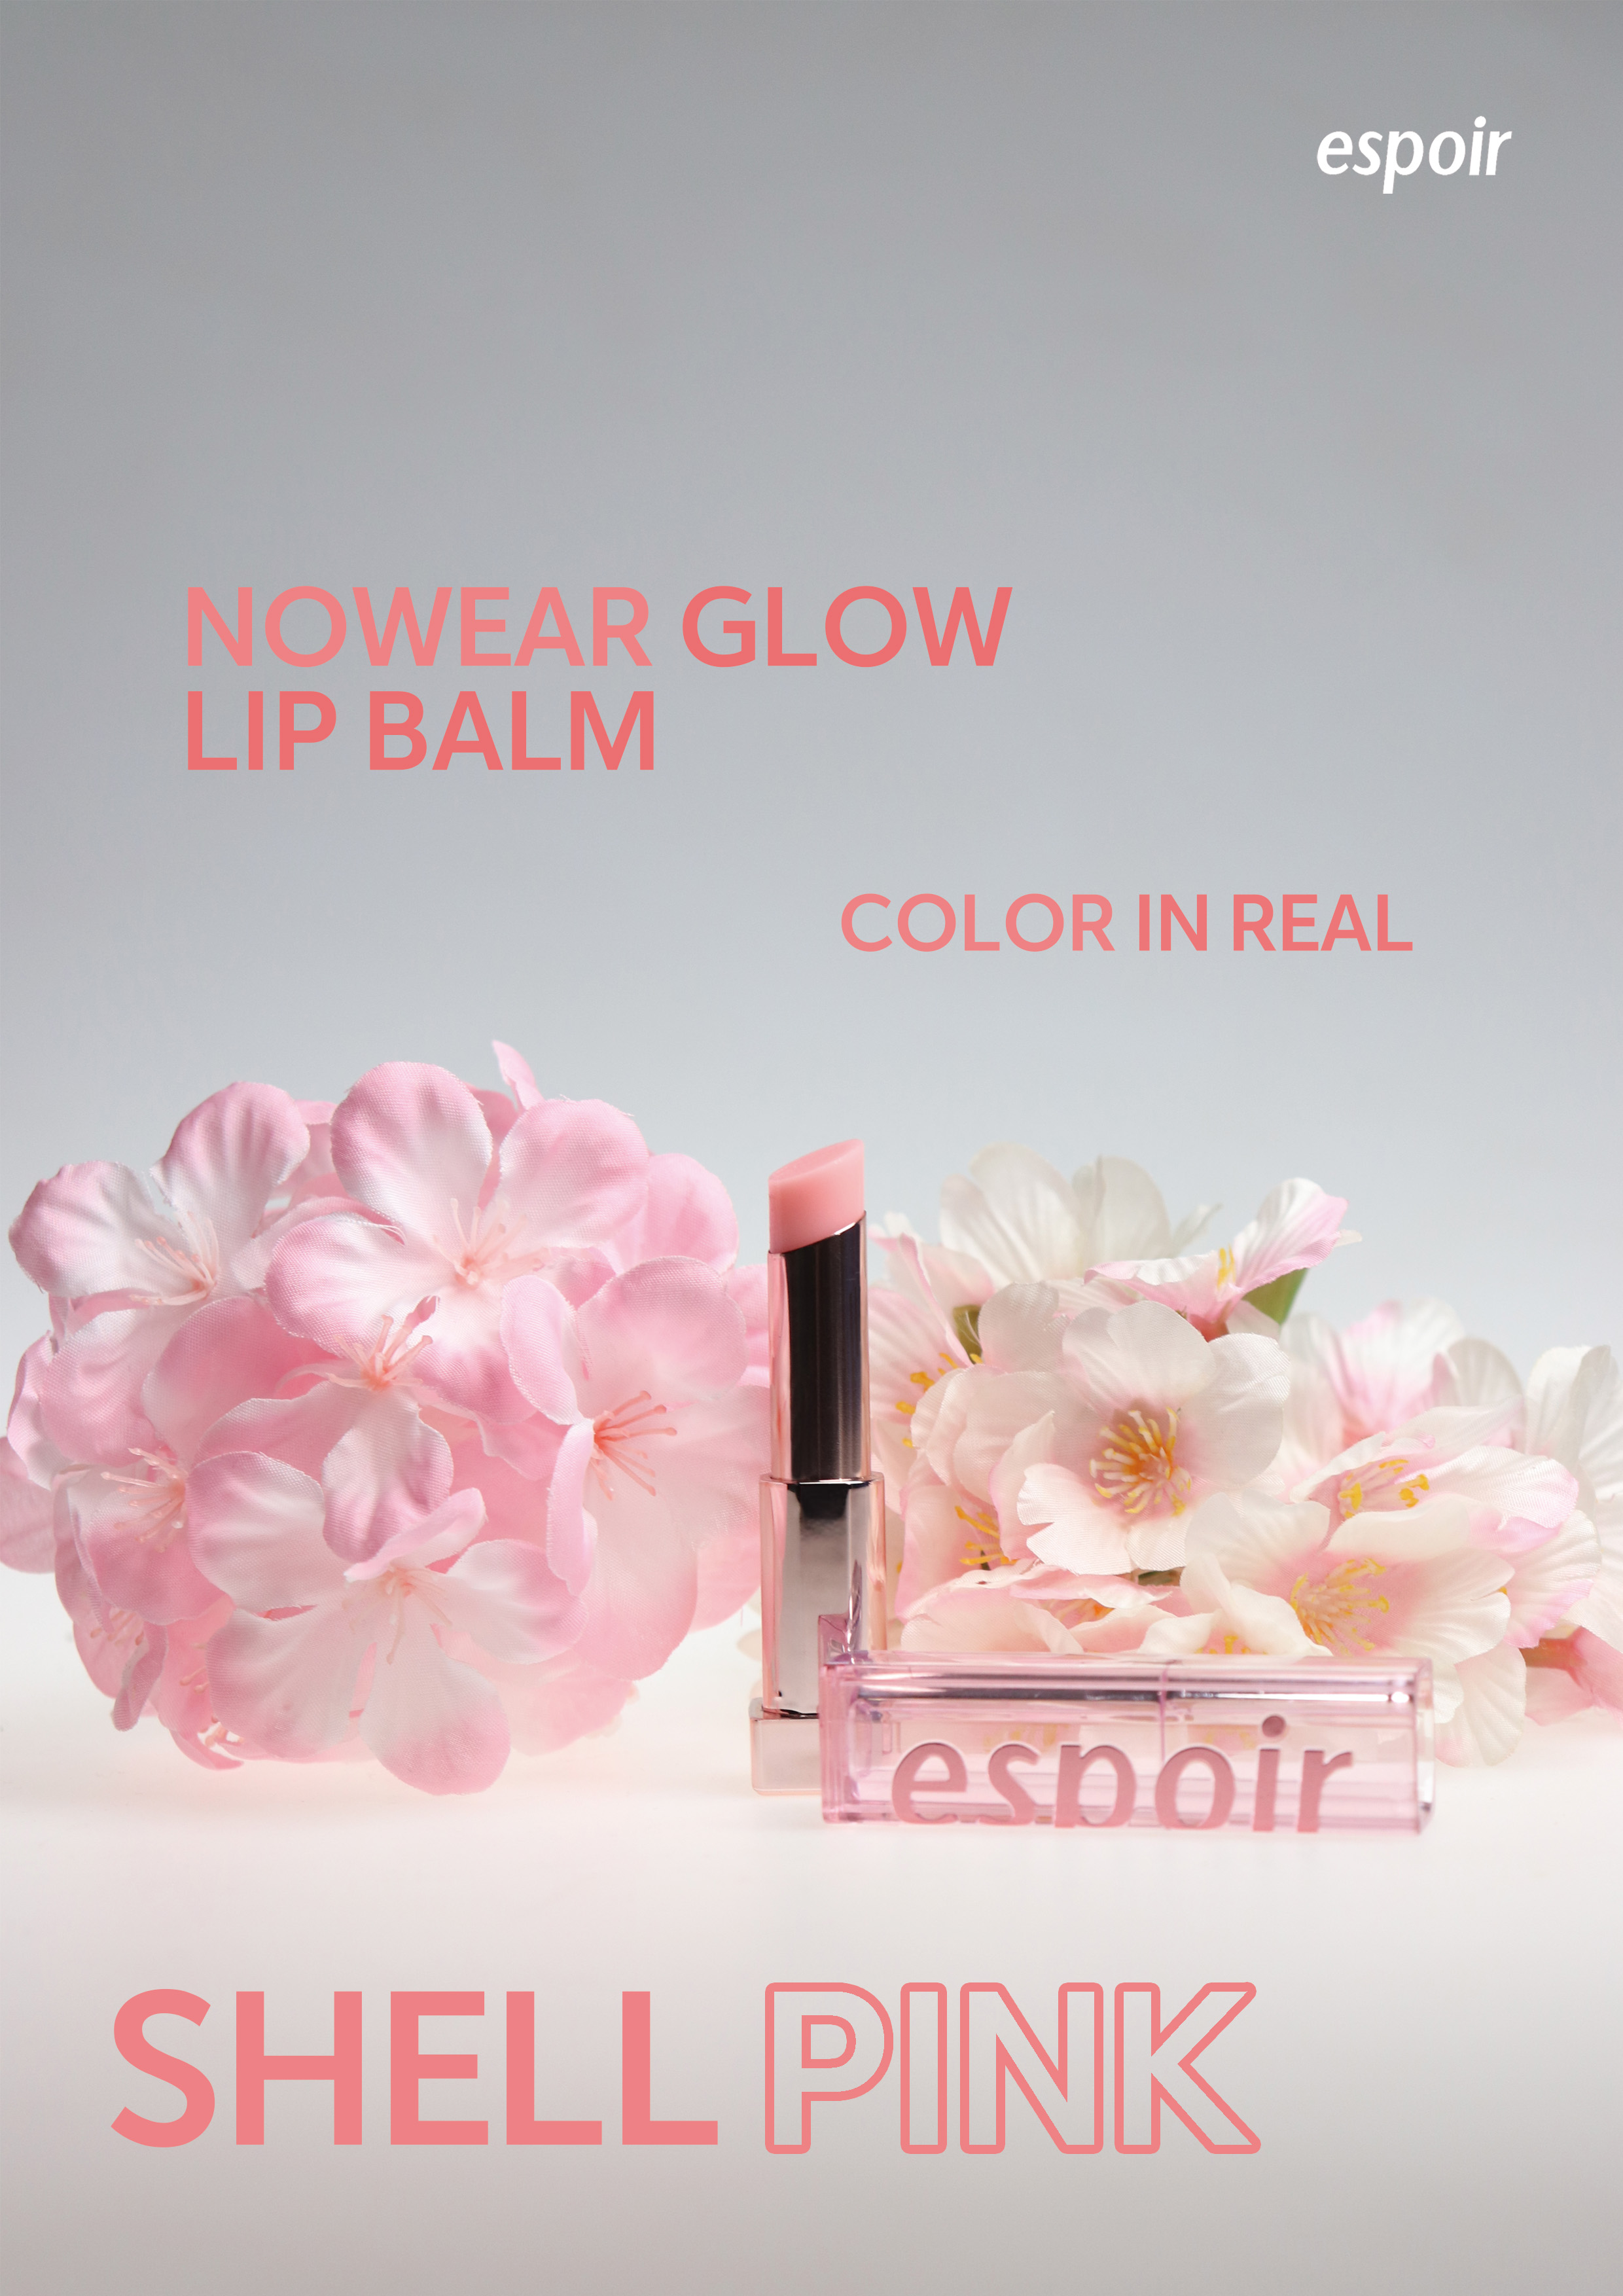 espoir
NOWEAR GLOW
LIP BALM
COLOR IN REAL
espoir
SHELL PINK